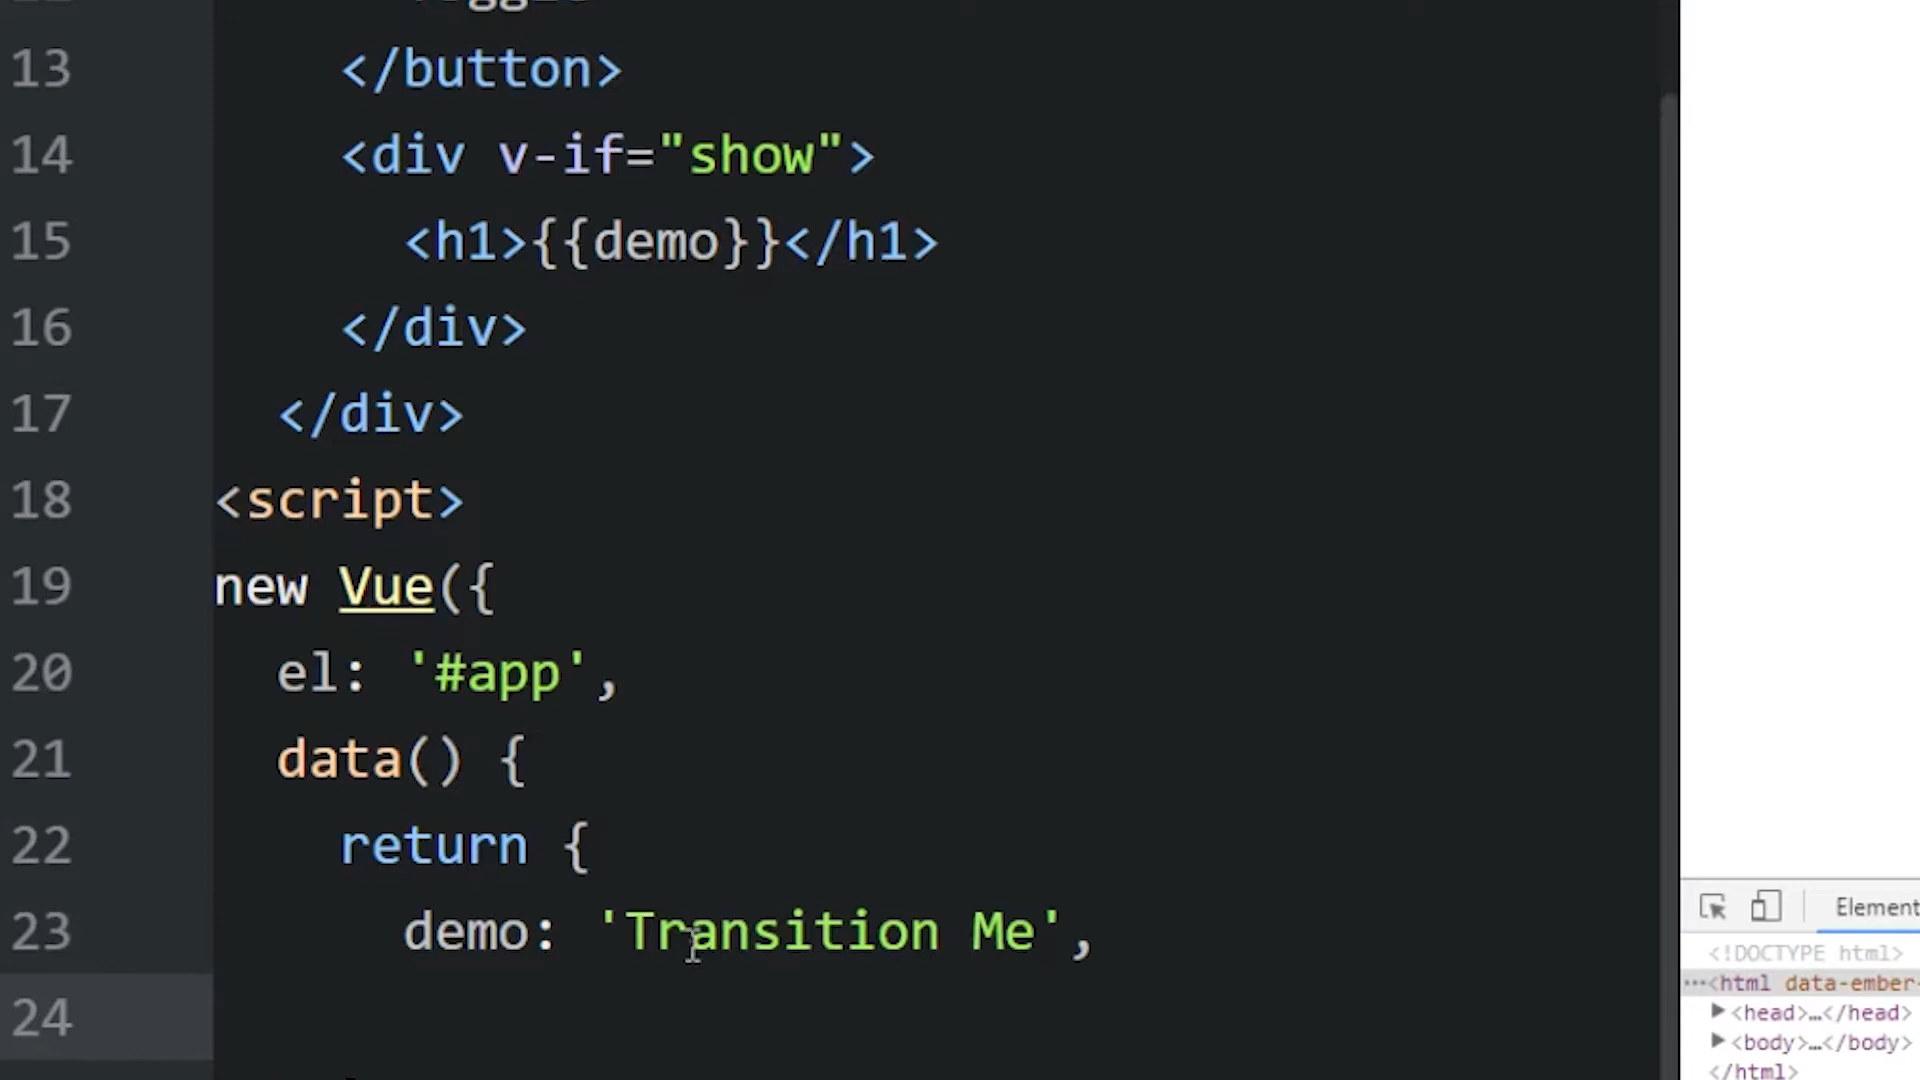 13 </button>
14 <div v-if="show">
15 <h1>{{demo}}</h1>
16 </div>
17 </div>
18 <script>
19 new Vue({
20 el: '#app',
21 data() {
22 return {
23 demo: 'Transition Me',
24
Element
<!DOCTYPE html>
…<html data-ember-
▶<head>…</head>
▶<body>…</body>
</html>